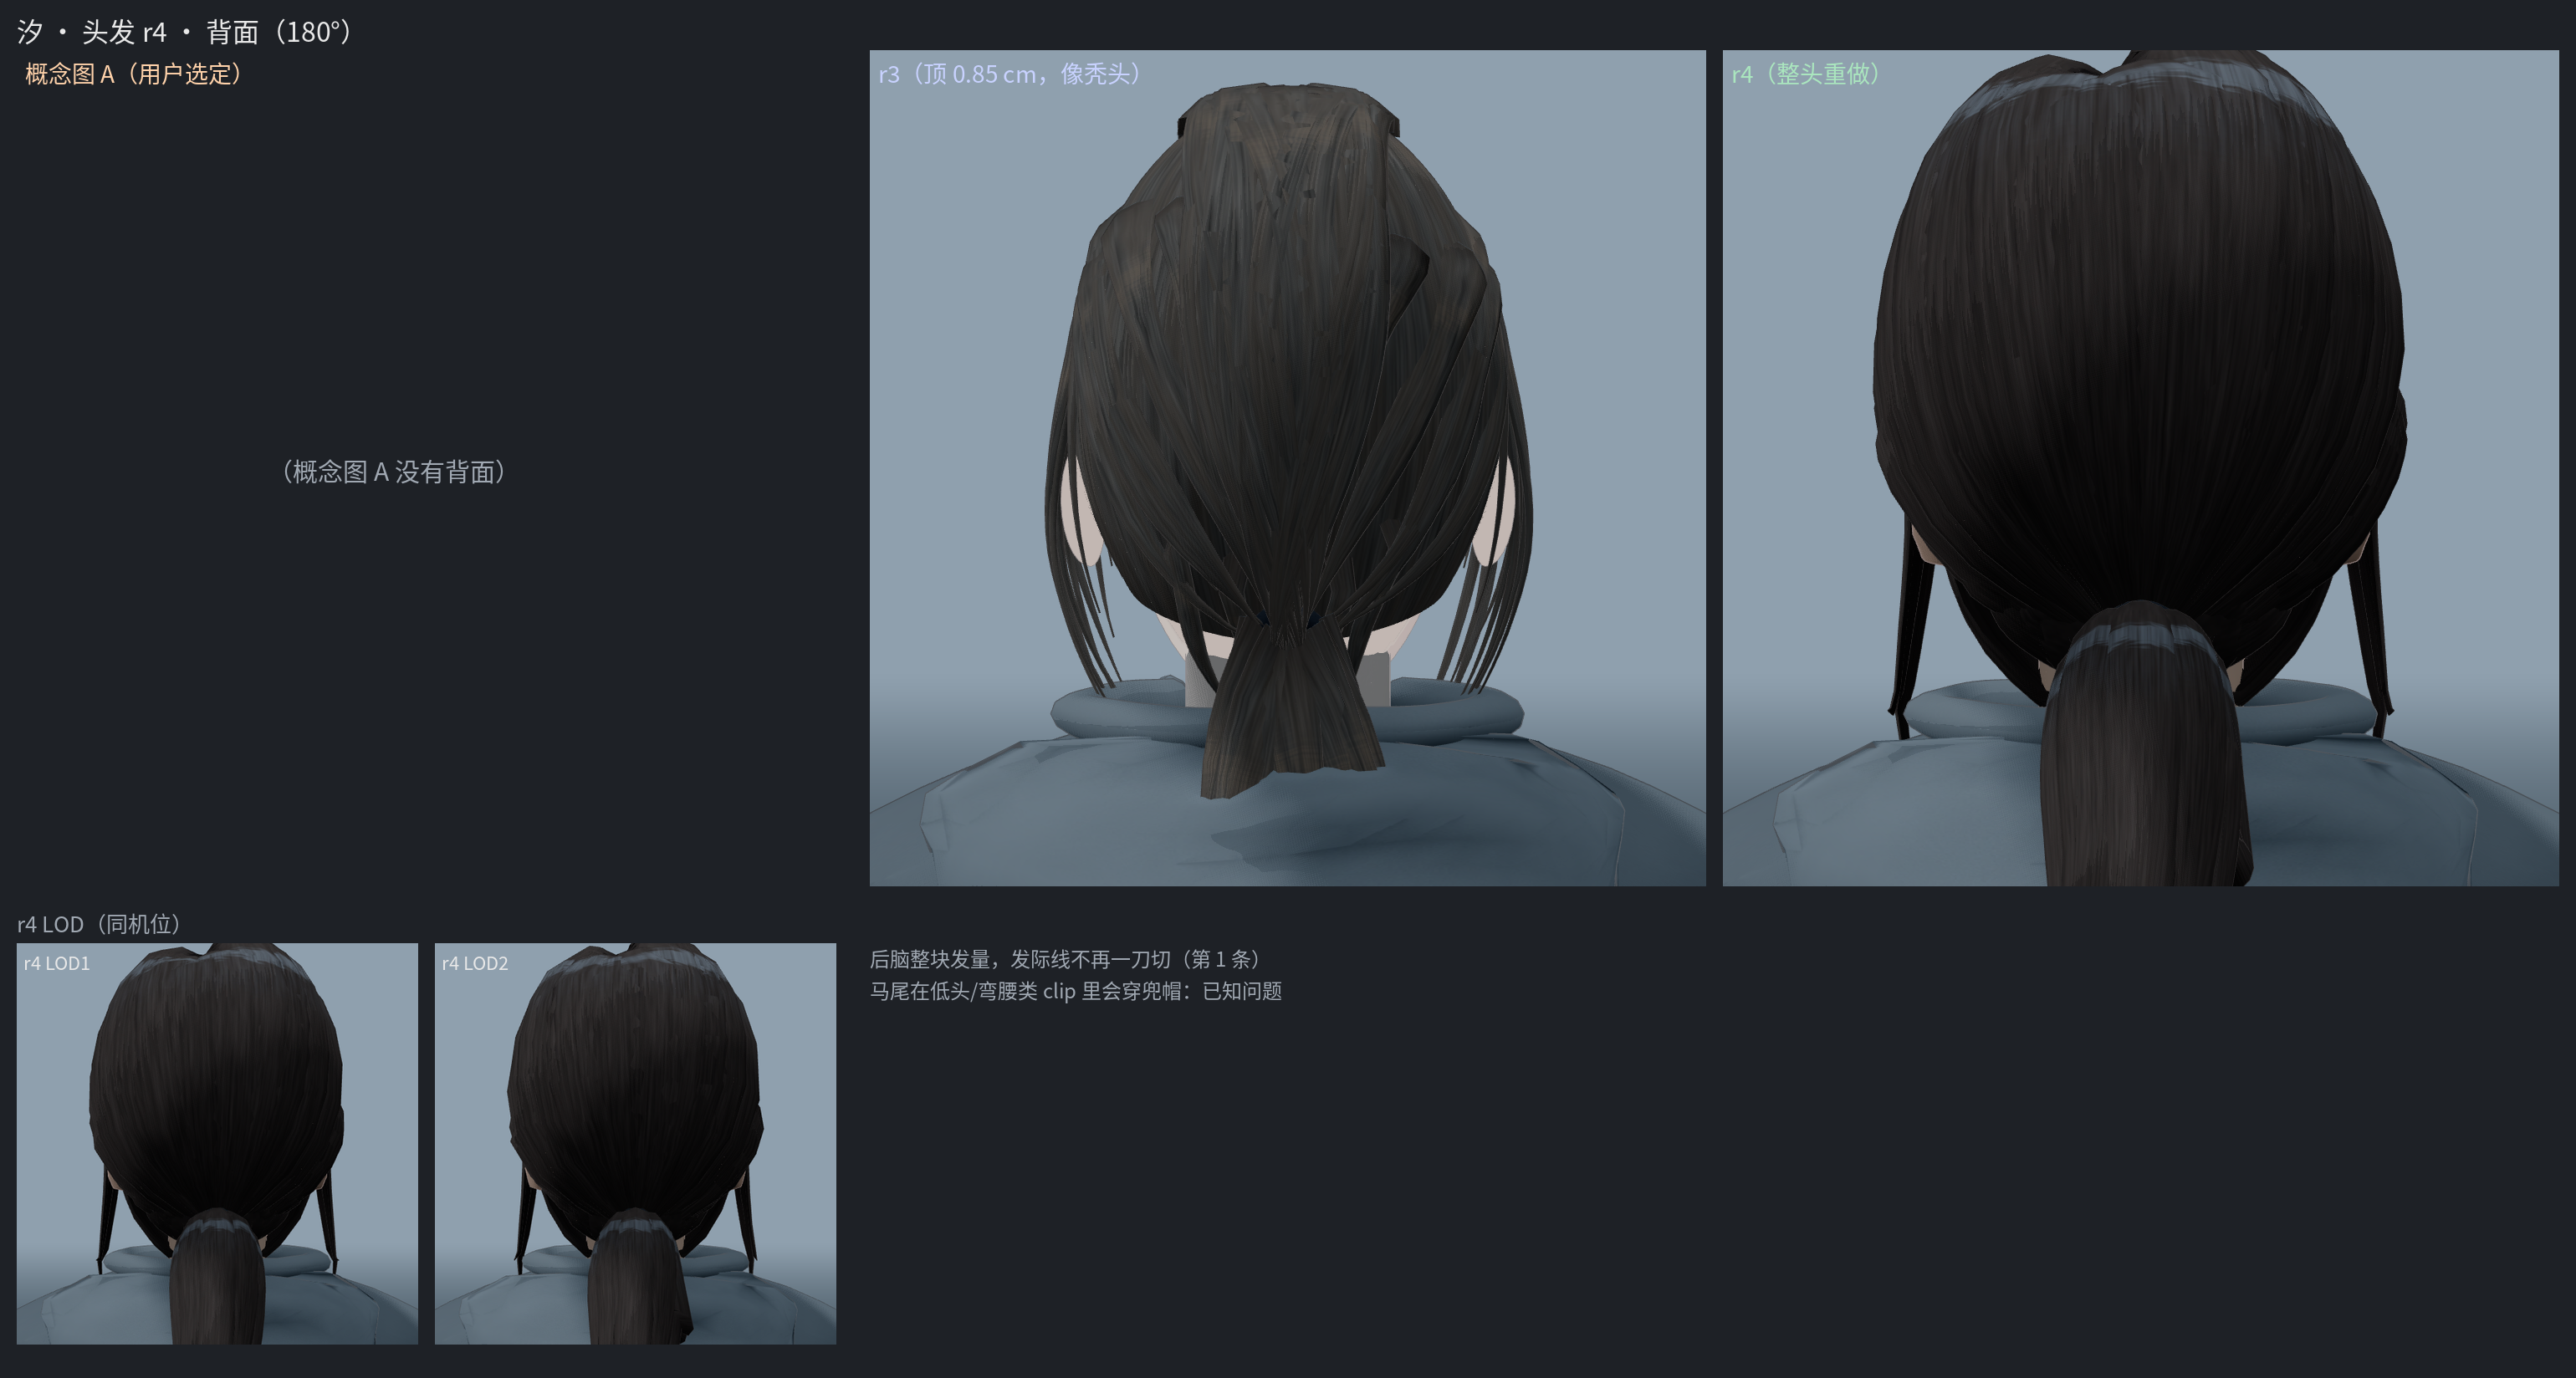 汐 · 头发 r4 · 背面（180°）
概念图 A（用户选定）
r3（顶 0.85 cm，像秃头）
r4（整头重做）
（概念图 A 没有背面）
r4 LOD（同机位）
r4 LOD1
r4 LOD2
后脑整块发量，发际线不再一刀切（第 1 条）
马尾在低头/弯腰类 clip 里会穿兜帽：已知问题